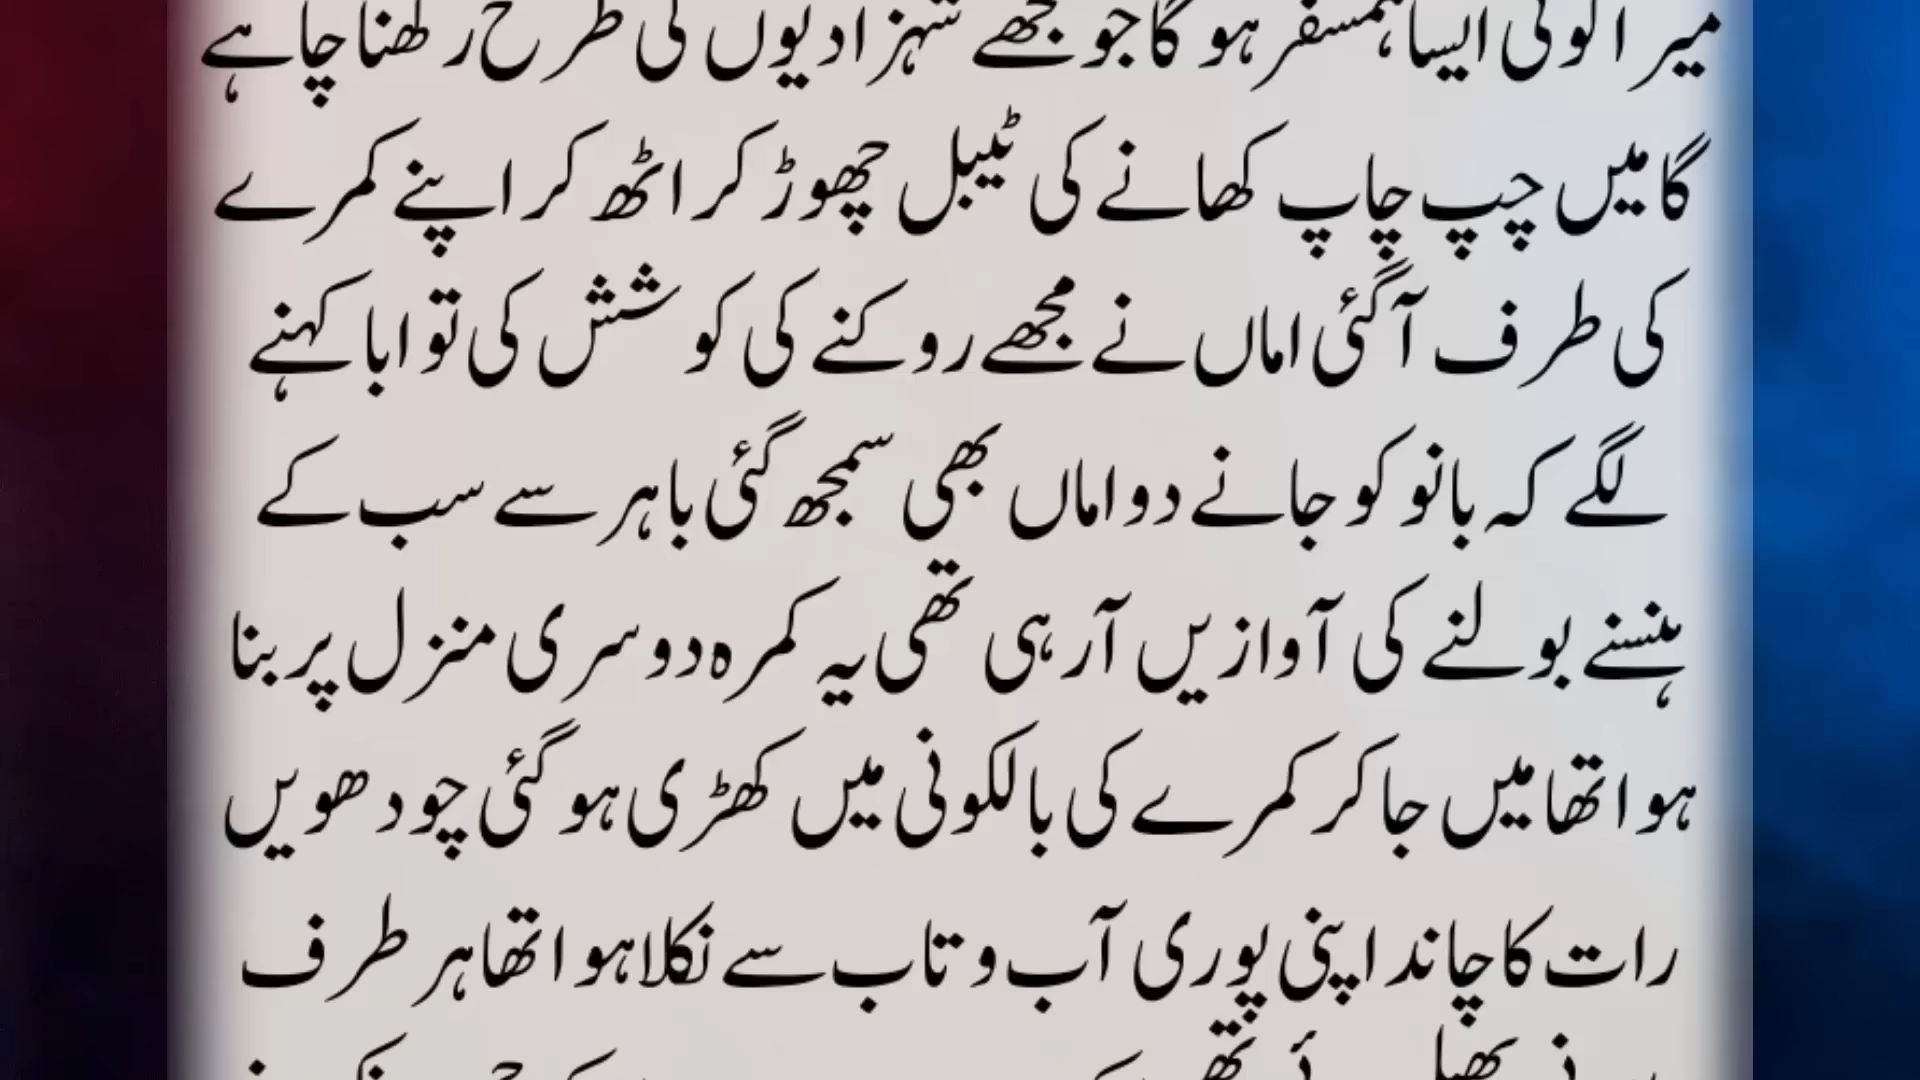 میرا کوئی ایسا ہمسفر ہو گا جو مجھے شہزادیوں کی طرح رکھنا چاہے
گا میں چپ چاپ کھانے کی ٹیبل چھوڑ کر اٹھ کر اپنے کمرے
کی طرف آگئی اماں نے مجھے روکنے کی کوشش کی تو ابا کہنے
لگے کہ بانو کو جانے دو اماں بھی سمجھ گئی باہر سے سب کے
ہنسنے بولنے کی آوازیں آرہی تھی یہ کمرہ دوسری منزل پر بنا
ہوا تھا میں جا کر کمرے کی بالکونی میں کھڑی ہو گئی چودھویں
رات کا چاند اپنی پوری آب و تاب سے نکلا ہوا تھا ہر طرف